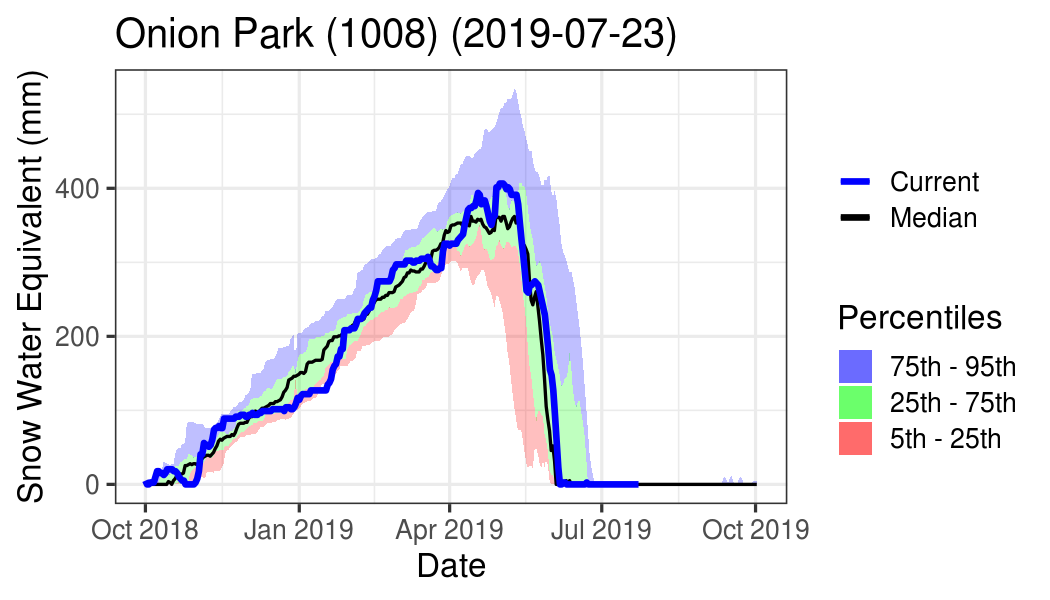 Onion Park (1008) (2019-07-23)
Snow Water Equivalent (mm)
400
200
0
Oct 2018
Jan 2019
Apr 2019
Jul 2019
Oct 2019
Date
Current
Median
Percentiles
75th - 95th
25th - 75th
5th - 25th